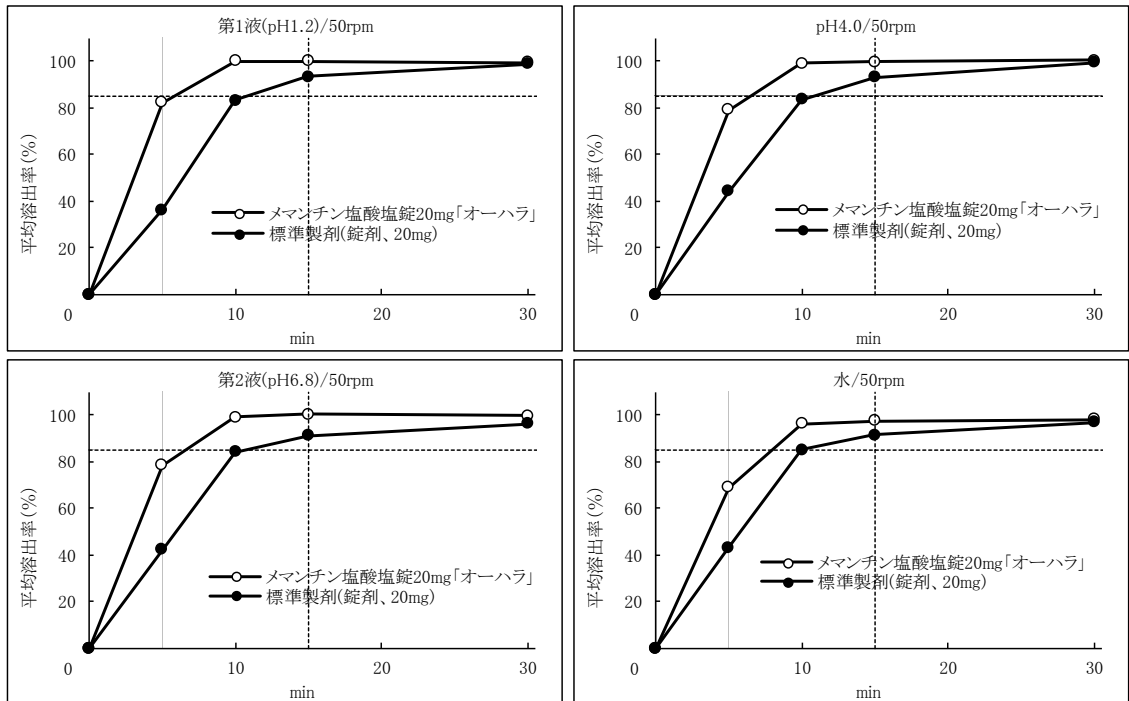 第1液(pH1.2)/50rpm
平均溶出率(%)
100
80
60
40
20
0
10
20
30
min
メマンチン塩酸塩錠20mg「オーハラ」
標準製剤(錠剤、20mg)
pH4.0/50rpm
平均溶出率(%)
100
80
60
40
20
0
10
20
30
min
メマンチン塩酸塩錠20mg「オーハラ」
標準製剤(錠剤、20mg)
第2液(pH6.8)/50rpm
平均溶出率(%)
100
80
60
40
20
0
10
20
30
min
メマンチン塩酸塩錠20mg「オーハラ」
標準製剤(錠剤、20mg)
水/50rpm
平均溶出率(%)
100
80
60
40
20
0
10
20
30
min
メマンチン塩酸塩錠20mg「オーハラ」
標準製剤(錠剤、20mg)